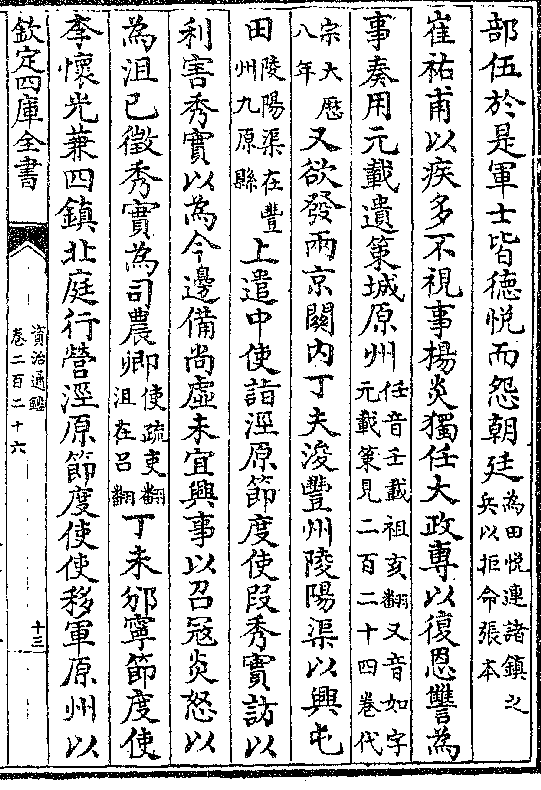 部伍於是軍士皆德悅而怨朝廷為田悅連諸鎮之兵以拒命張本
崔祐甫以疾多不視事楊炎獨任大政專以復恩讐為
事奏用元載遺策城原州任音壬載祖亥翻又音如字元載策見二百二十四卷代
宗大厯八年又欲發兩京關内丁夫浚豐州陵陽渠以興屯
田陵陽渠在豐州九原縣上遣中使詣涇原節度使段秀實訪以
利害秀實以為今邊備尚虛未宜興事以召冦炎怒以
為沮已徵秀實為司農卿使疏吏翻沮在吕翻丁未邠寧節度使
李懷光兼四鎮北庭行營涇原節度使使移軍原州以
欽定四庫全書
資治通鑑
卷二百二十六
十三